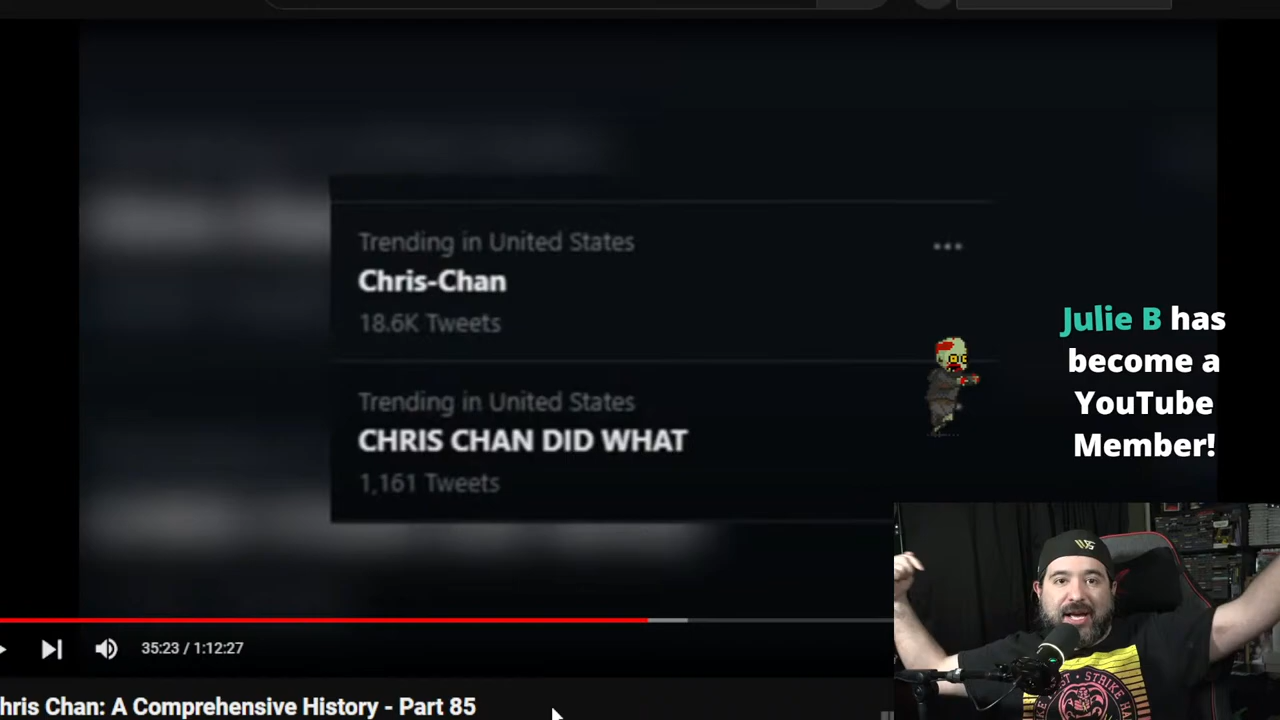 Trending in United States
Chris-Chan
18.6K Tweets
Trending in United States
CHRIS CHAN DID WHAT
1,161 Tweets
Julie B has
become a
YouTube
Member!
35:23 / 1:12:27
hris Chan: A Comprehensive History - Part 85